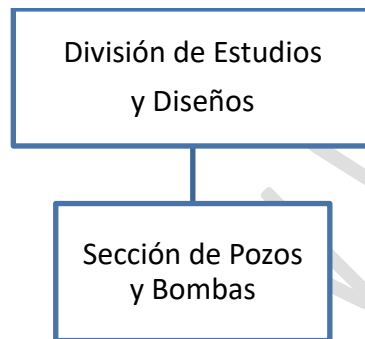 División de Estudios
y Diseños
Sección de Pozos
y Bombas